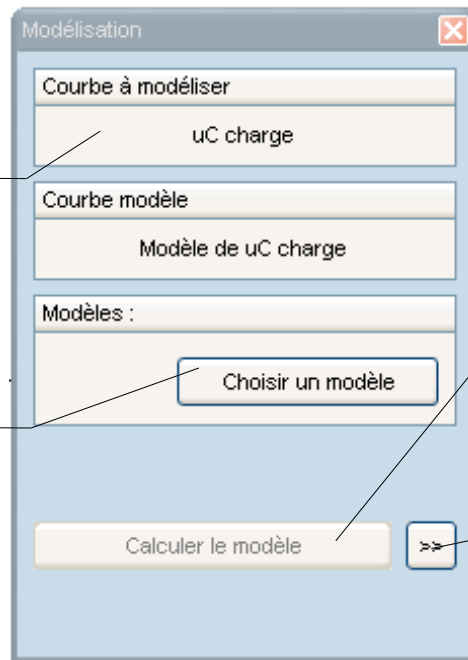 Modélisation
Courbe à modéliser
uC charge
Courbe modèle
Modèle de uC charge
Modèles :
Choisir un modèle
Calculer le modèle
>>